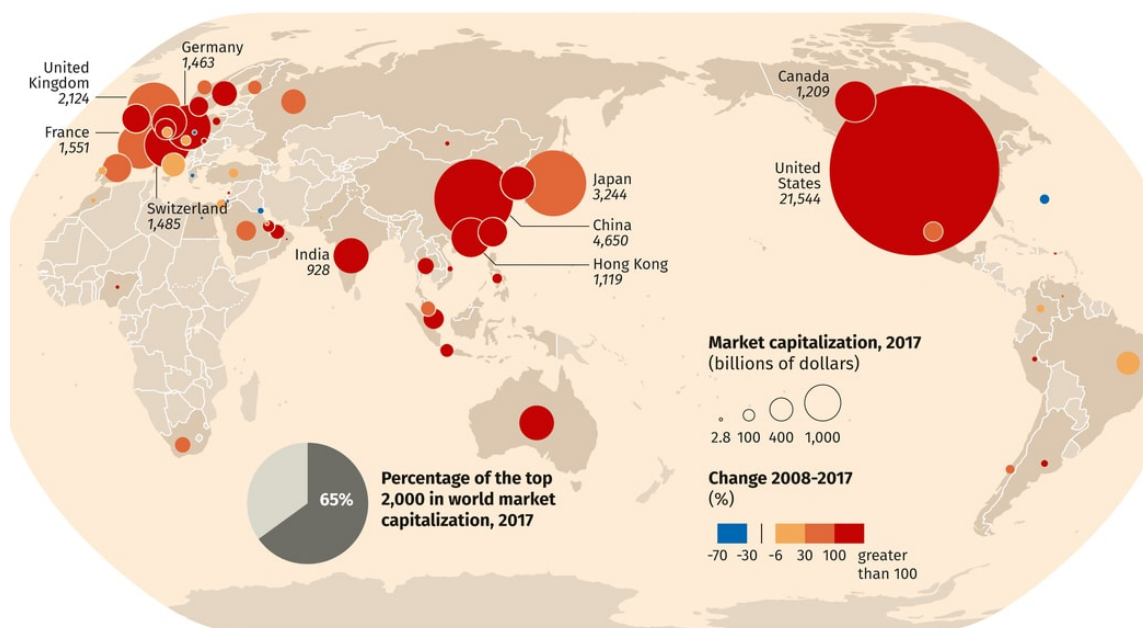 Germany
1,463
United
Kingdom
2,124
France
1,551
Switzerland
1,485
India
928
Japan
3,244
China
4,650
Hong Kong
1,119
Canada
1,209
United
States
21,544
Market capitalization, 2017
(billions of dollars)
2.8 100 400 1,000
Change 2008-2017
(%)
-70 -30 -6 30 100 greater
than 100
65%
Percentage of the top
2,000 in world market
capitalization, 2017